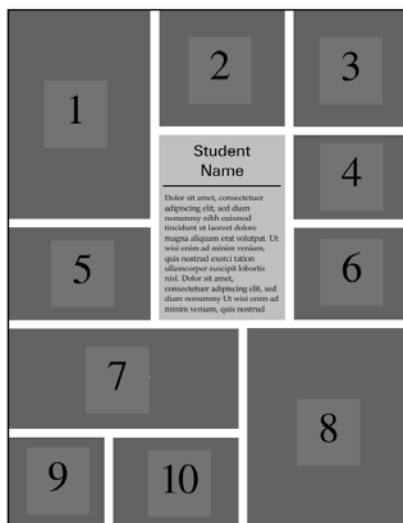 1
2
3
Student
Name
Dolor sit amet, consectetuer
adipiscing elit, sed diam
nonummy nibh euismod
tincidunt ut laoreet dolore
magna aliquam erat volutpat. Ut
wisi enim ad minim veniam,
quis nostrud exerci tation
ullamcorper suscipit lobortis
nisl. Dolor sit amet,
consectetuer adipiscing elit, sed
diam nonummy Ut wisi enim ad
minim veniam, quis nostrud
4
5
6
7
8
9
10